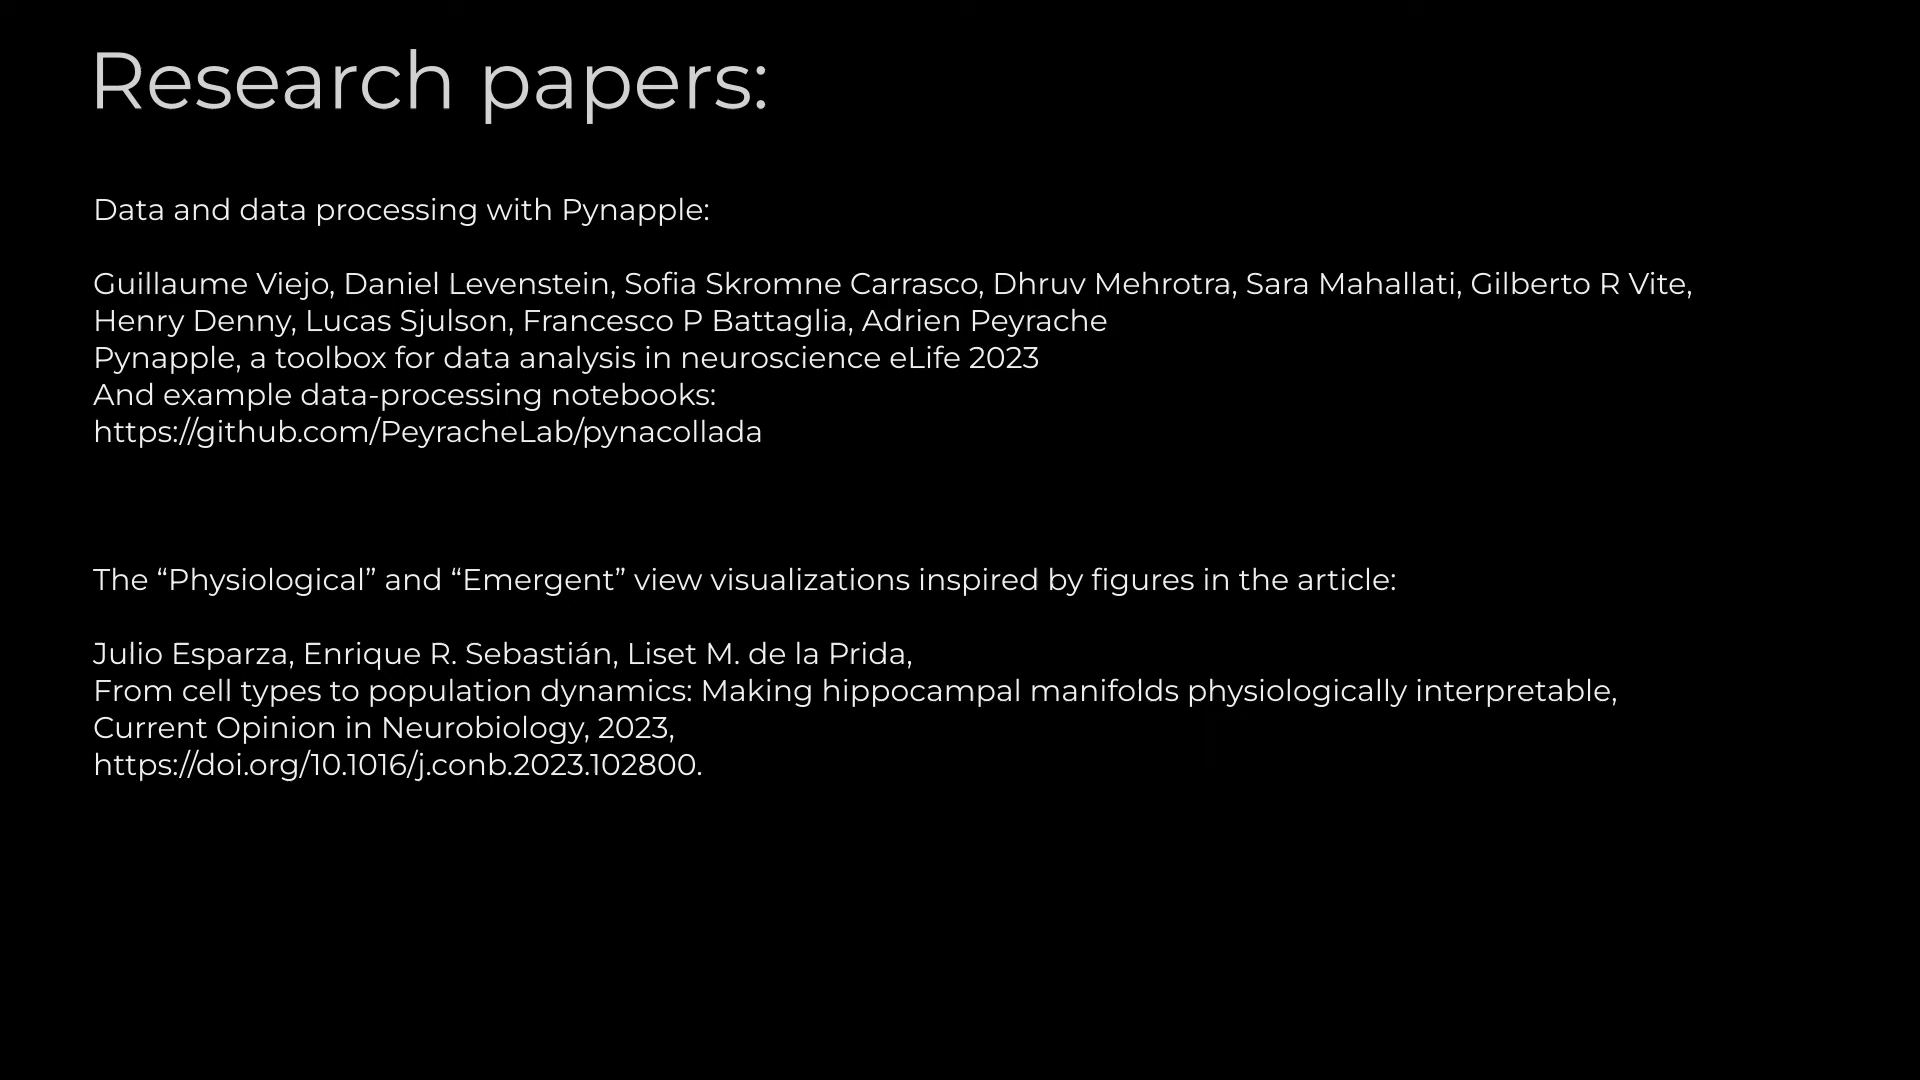 Research papers:
Data and data processing with Pynapple:
Guillaume Viejo, Daniel Levenstein, Sofia Skromne Carrasco, Dhruv Mehrotra, Sara Mahallati, Gilberto R Vite,
Henry Denny, Lucas Sjulson, Francesco P Battaglia, Adrien Peyrache
Pynapple, a toolbox for data analysis in neuroscience eLife 2023
And example data-processing notebooks:
https://github.com/PeyracheLab/pynacollada
The “Physiological” and “Emergent” view visualizations inspired by figures in the article:
Julio Esparza, Enrique R. Sebastián, Liset M. de la Prida,
From cell types to population dynamics: Making hippocampal manifolds physiologically interpretable,
Current Opinion in Neurobiology, 2023,
https://doi.org/10.1016/j.conb.2023.102800.